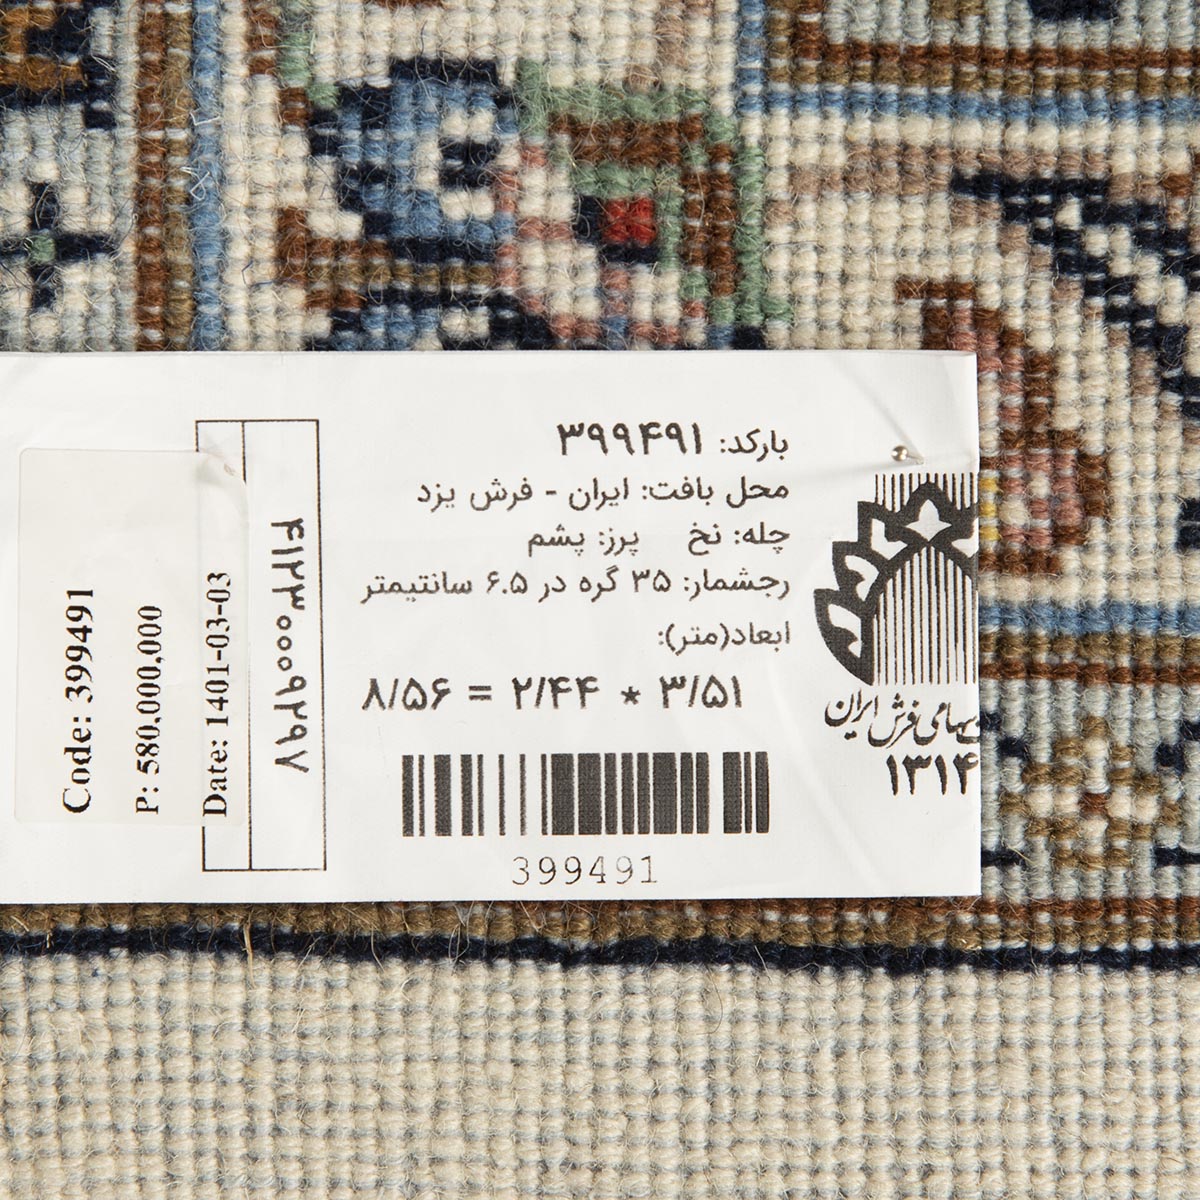 بارکد: ۳۹۹۴۹۱
محل بافت: ایران - فرش یزد
چله: نخ پرز: پشم
رجشمار: ۳۵ گره در ۶.۵ سانتیمتر
ابعاد(متر):
۳/۵۱ * ۲/۴۴ = ۸/۵۶
399491
سهامی فرش ایران
۱۳۱۴
۴۱۲۳۰۰۰۹۲۹۷
Code: 399491
P: 580,000,000
Date: 1401-03-03